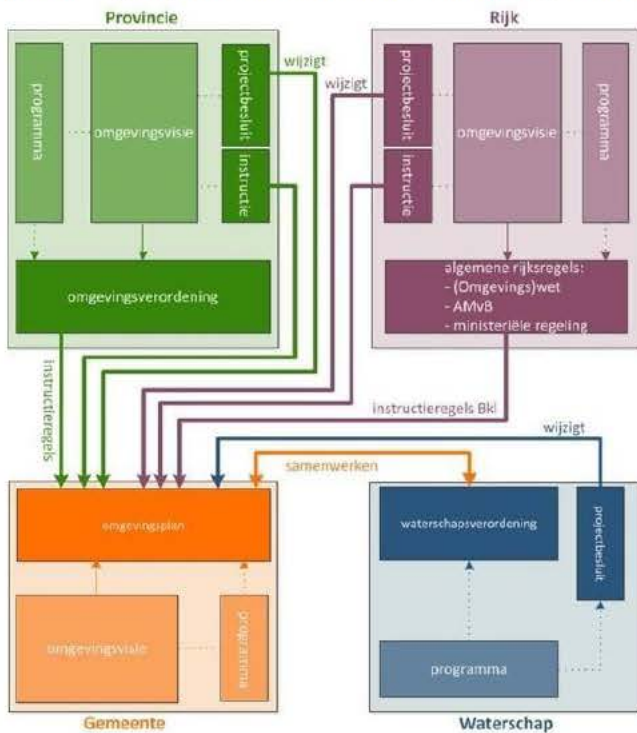 Provincie
programma
omgevingsvisie
projectbesluit
instructie
omgevingsverordening
wijzigt
instructieregels
Rijk
wijzigt
projectbesluit
instructie
omgevingsvisie
programma
algemene rijksregels:
- (Omgevings)wet
- AMvB
- ministeriële regeling
instructieregels Bkl
wijzigt
samenwerken
omgevingsplan
omgevingsvisie
programma
Gemeente
waterschapsverordening
projectbesluit
programma
Waterschap